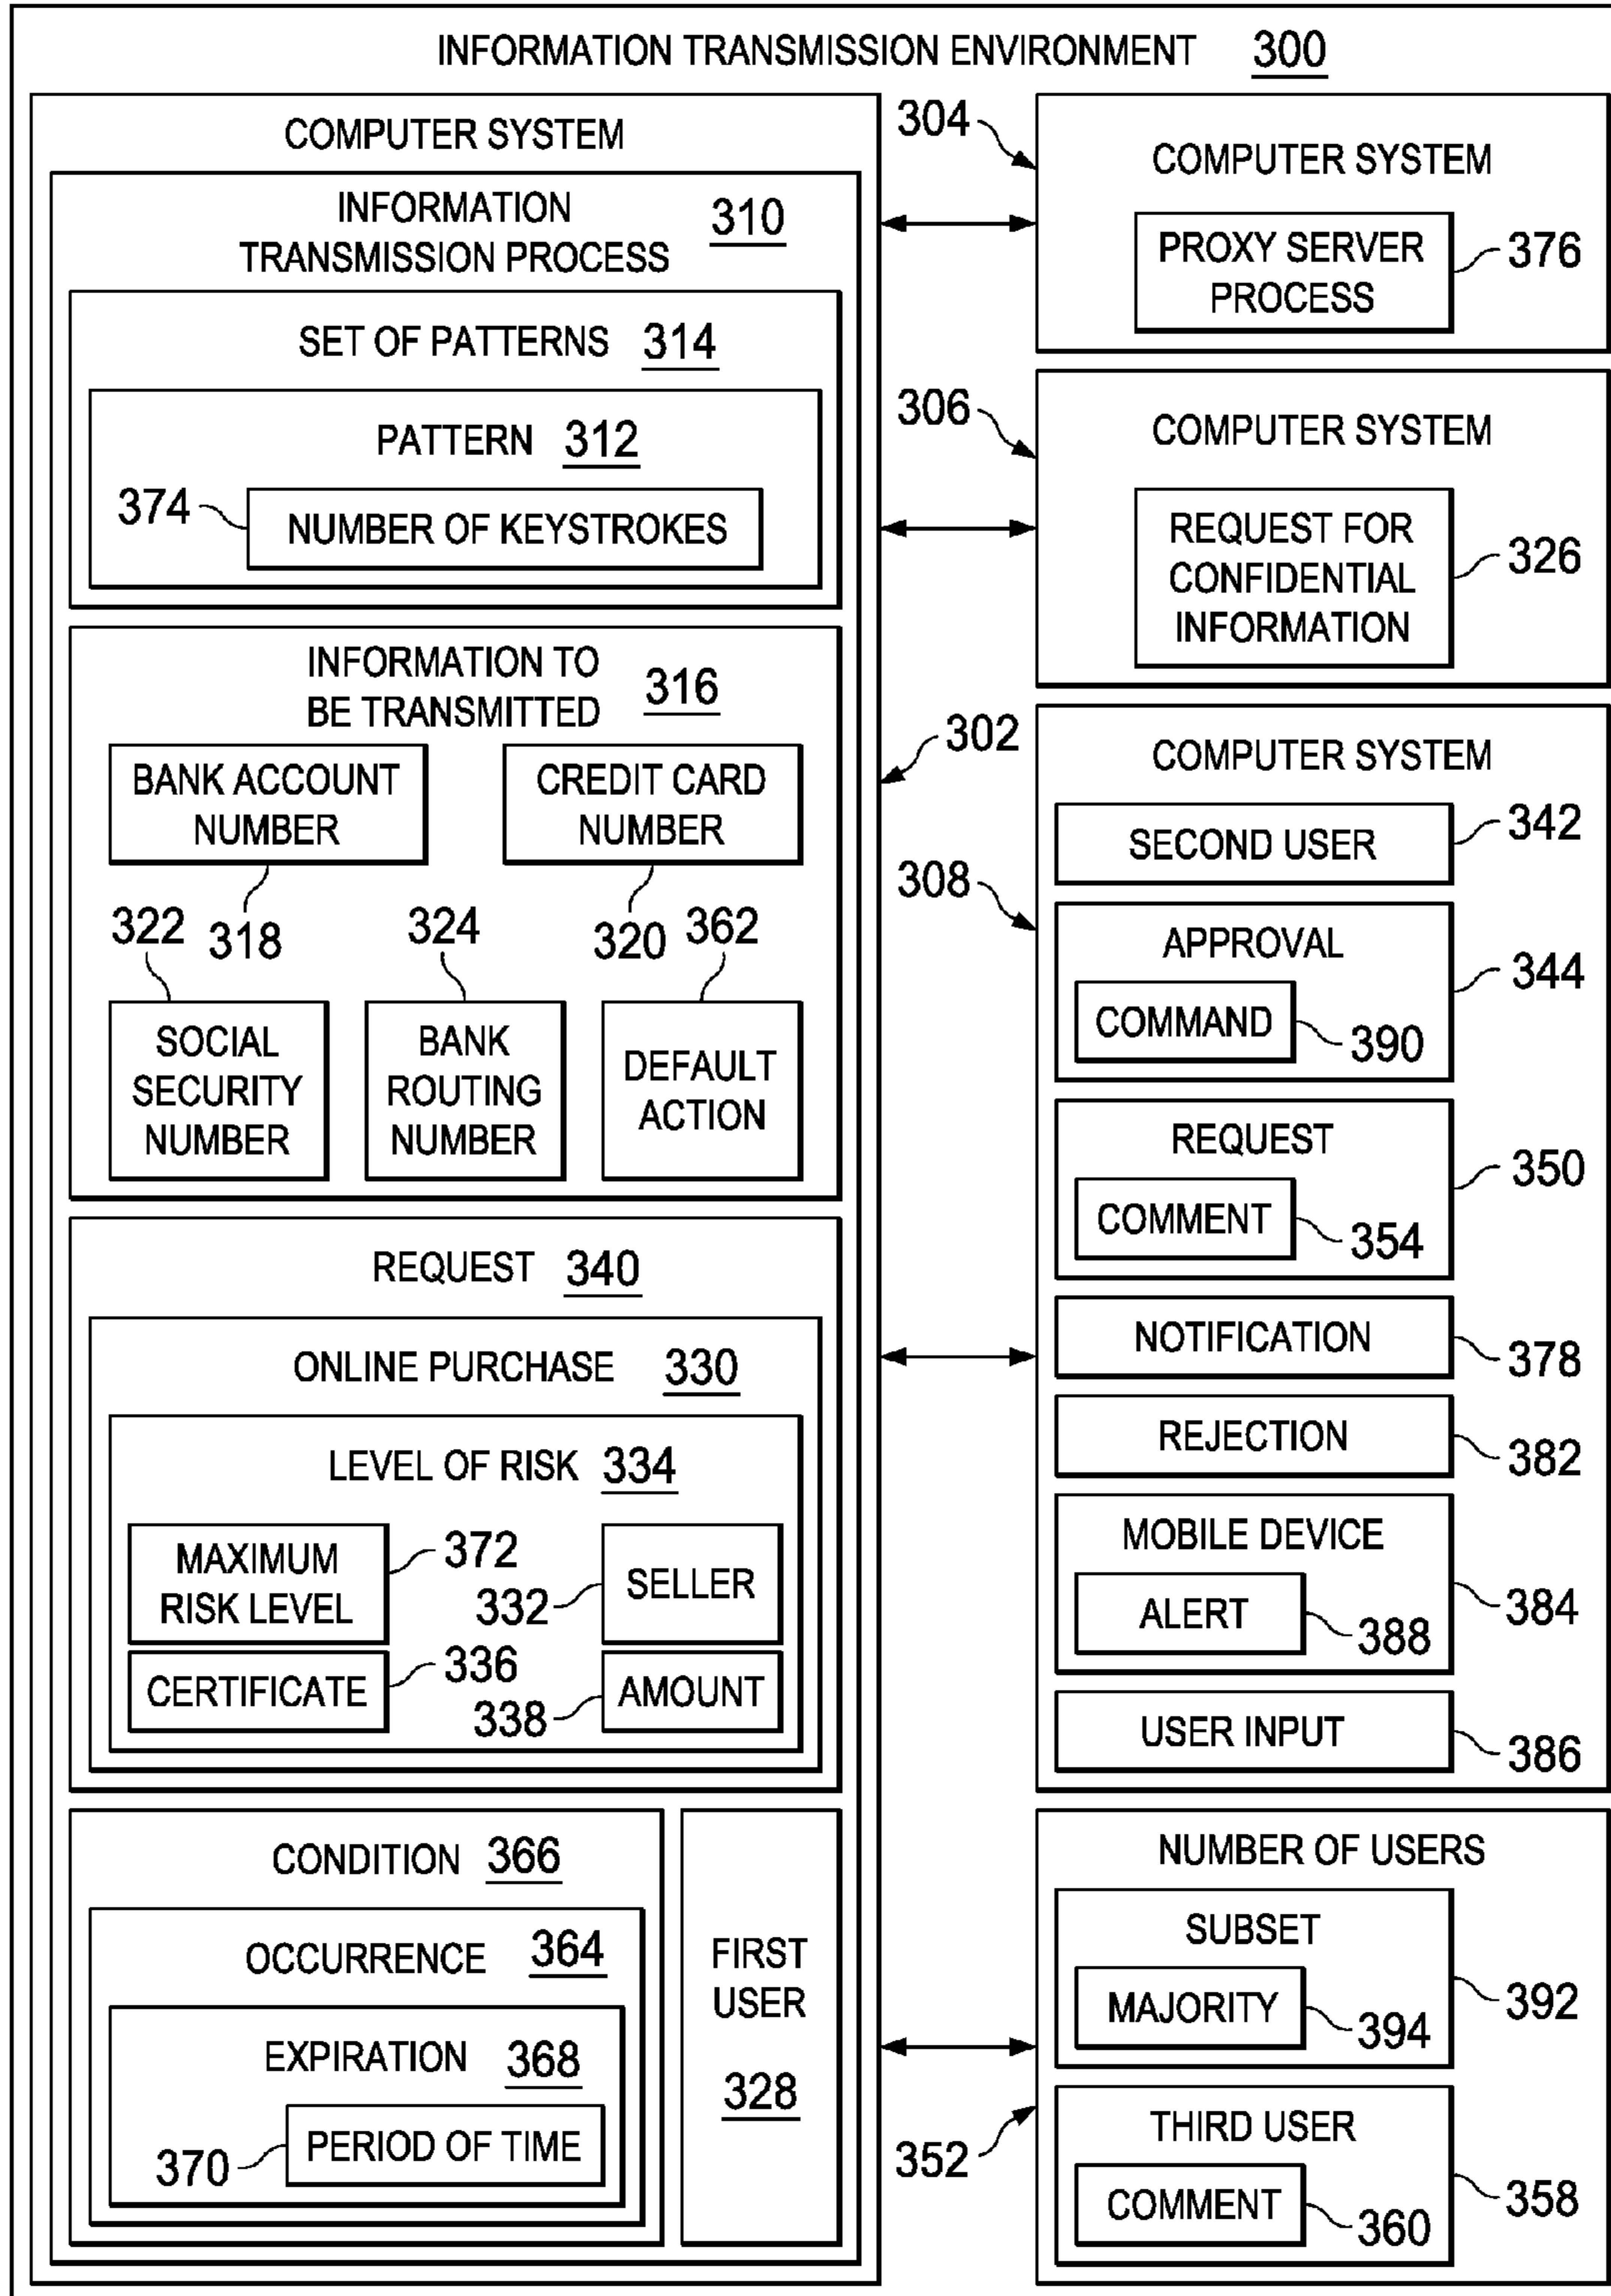 INFORMATION TRANSMISSION ENVIRONMENT 300
COMPUTER SYSTEM
INFORMATION
TRANSMISSION PROCESS
310
SET OF PATTERNS 314
PATTERN 312
374
NUMBER OF KEYSTROKES
INFORMATION TO
BE TRANSMITTED
316
BANK ACCOUNT
NUMBER
CREDIT CARD
NUMBER
322
318
324
320
362
SOCIAL
SECURITY
NUMBER
BANK
ROUTING
NUMBER
DEFAULT
ACTION
REQUEST 340
ONLINE PURCHASE 330
LEVEL OF RISK 334
MAXIMUM
RISK LEVEL
372
332
SELLER
CERTIFICATE
336
338
AMOUNT
CONDITION 366
OCCURRENCE 364
EXPIRATION 368
370
PERIOD OF TIME
FIRST
USER
328
304
COMPUTER SYSTEM
PROXY SERVER
PROCESS
376
306
COMPUTER SYSTEM
REQUEST FOR
CONFIDENTIAL
INFORMATION
326
302
COMPUTER SYSTEM
308
SECOND USER
342
APPROVAL
344
COMMAND
390
REQUEST
350
COMMENT
354
NOTIFICATION
378
REJECTION
382
MOBILE DEVICE
384
ALERT
388
USER INPUT
386
NUMBER OF USERS
SUBSET
392
MAJORITY
394
352
THIRD USER
358
COMMENT
360